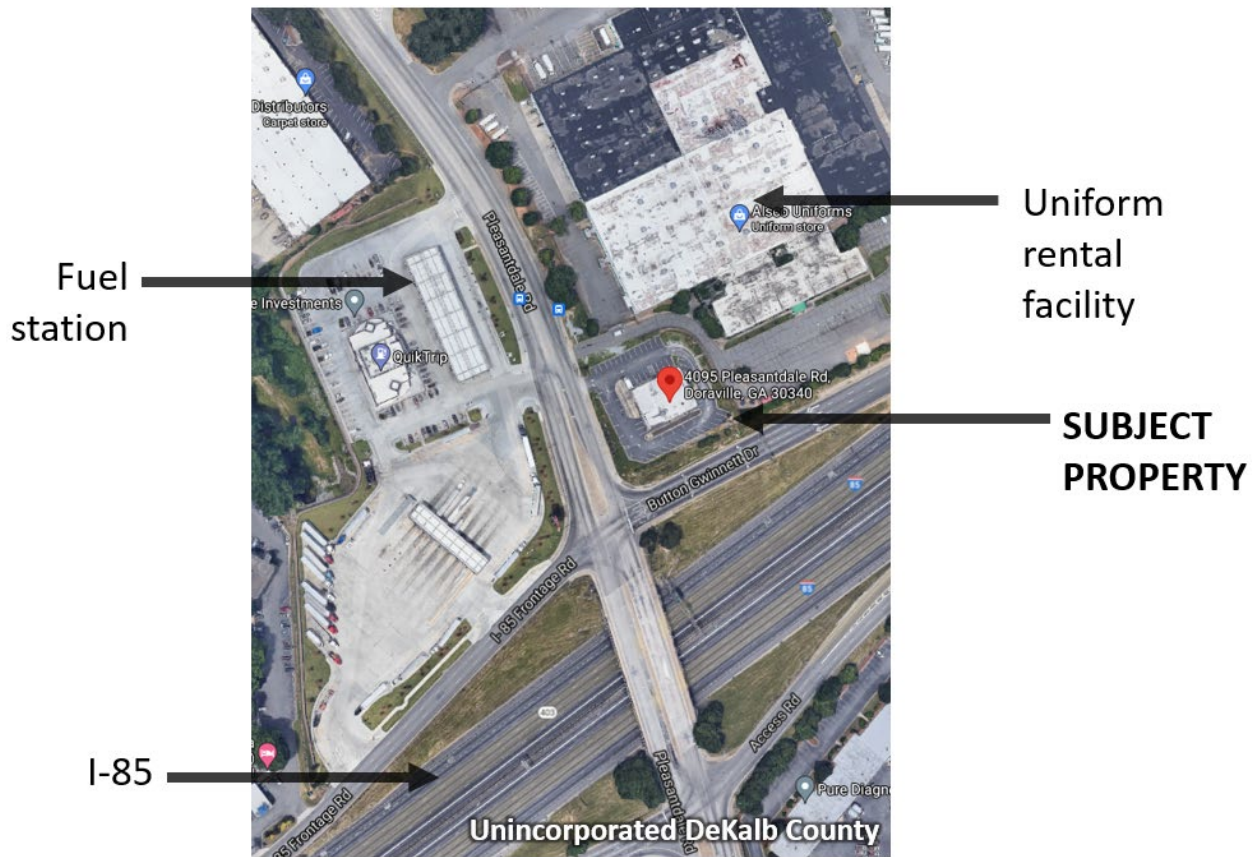 Distributors
Carpet store
Pleasantdale Rd
Alsco Uniforms
Uniform store
Uniform
rental
facility
Fuel
station
e Investments
QuikTrip
4095 Pleasantdale Rd,
Doraville, GA 30340
SUBJECT
PROPERTY
Button Gwinnett Dr
85
85
I-85 Frontage Rd
403
Access Rd
I-85
Pleasantdale Rd
Pure Diagn
85 Frontage Rd
Unincorporated DeKalb County